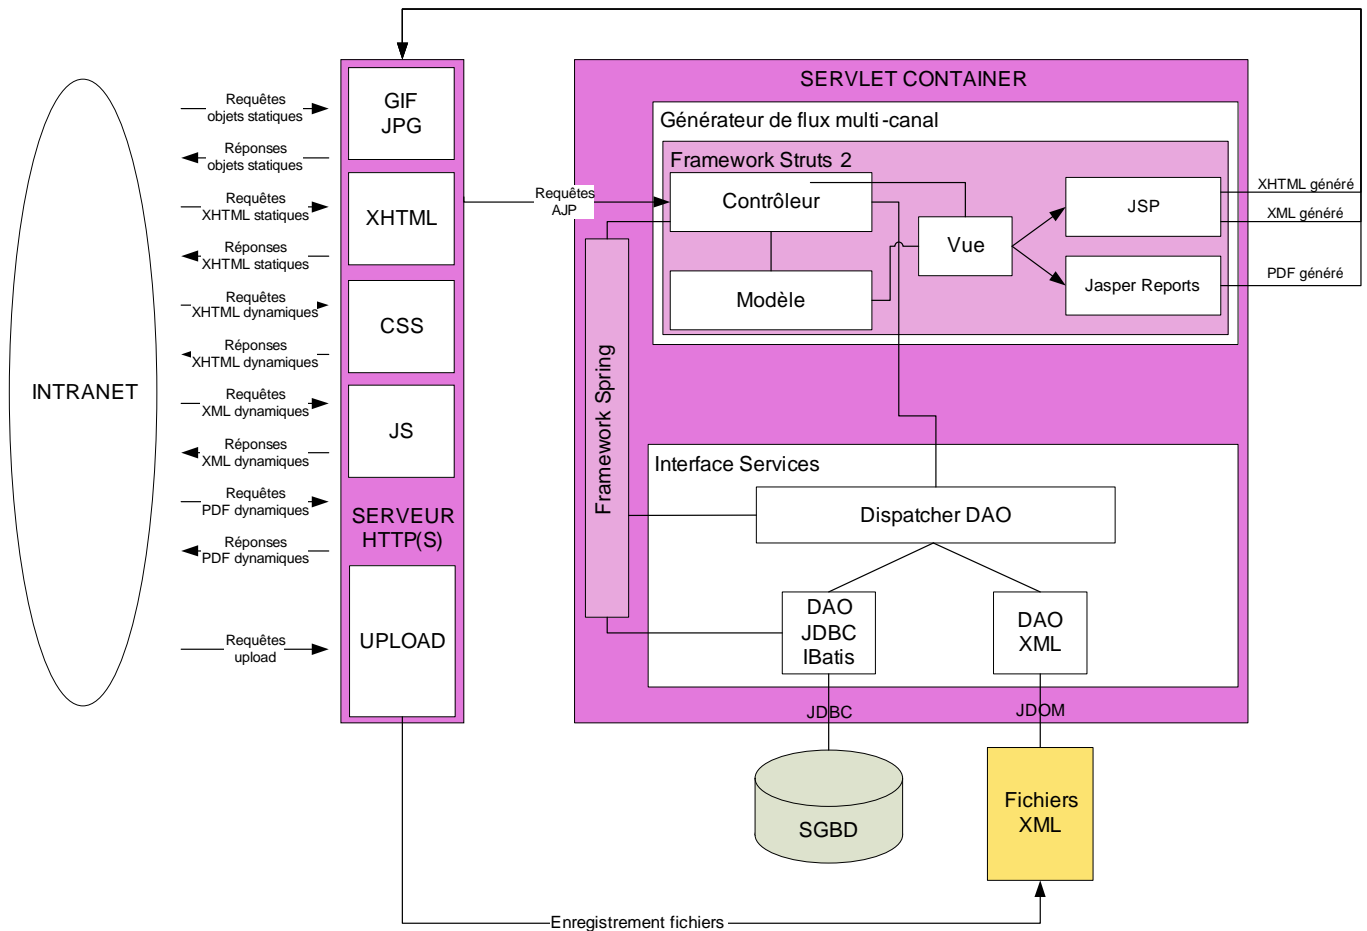 INTRANET
Requêtes
objets statiques
Réponses
objets statiques
Requêtes
XHTML statiques
Réponses
XHTML statiques
Requêtes
XHTML dynamiques
Réponses
XHTML dynamiques
Requêtes
XML dynamiques
Réponses
XML dynamiques
Requêtes
PDF dynamiques
Réponses
PDF dynamiques
Requêtes
upload
GIF
JPG
XHTML
CSS
JS
SERVEUR
HTTP(S)
UPLOAD
Requêtes
AJP
SERVLET CONTAINER
Générateur de flux multi-canal
Framework Struts 2
Contrôleur
Modèle
Vue
JSP
Jasper Reports
XHTML généré
XML généré
PDF généré
Framework Spring
Interface Services
Dispatcher DAO
DAO
JDBC
IBatis
DAO
XML
JDBC
JDOM
SGBD
Fichiers
XML
Enregistrement fichiers